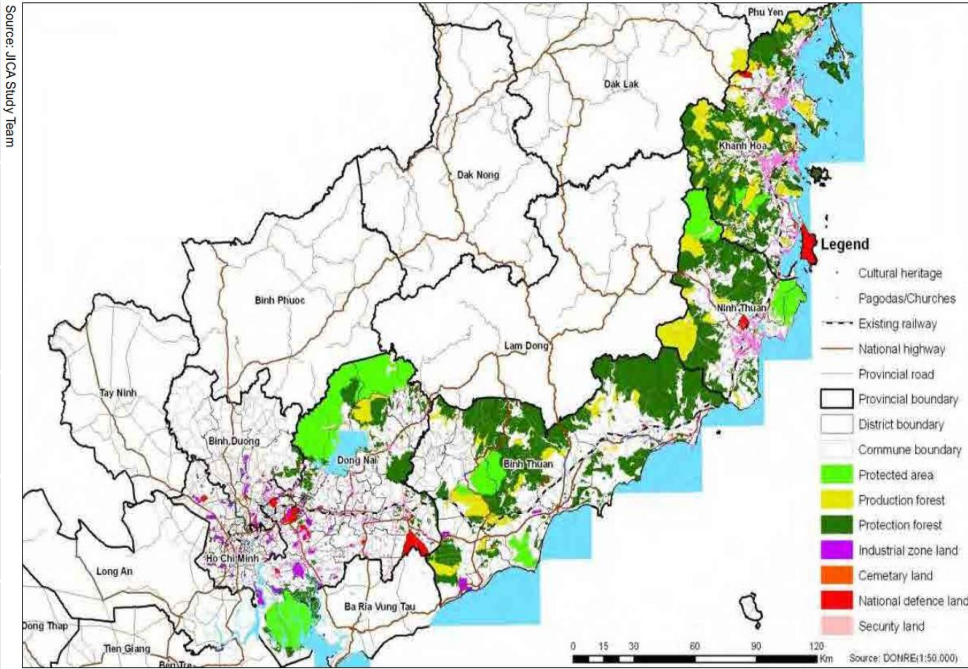 Source: JICA Study Team
Phu Yen
Dak Lak
Khanh Hoa
Dak Nong
Binh Phuoc
Ninh Thuan
Lam Dong
Tay Ninh
Binh Duong
Dong Nai
Binh Thuan
Ho Chi Minh
Long An
Ba Ria Vung Tau
Dong Thap
Tien Giang
Ben Tre
Legend
Cultural heritage
Pagodas/Churches
Existing railway
National highway
Provincial road
Provincial boundary
District boundary
Commune boundary
Protected area
Production forest
Protection forest
Industrial zone land
Cemetary land
National defence land
Security land
0 15 30 60 90 120
Km
Source: DONRE(1:50,000)